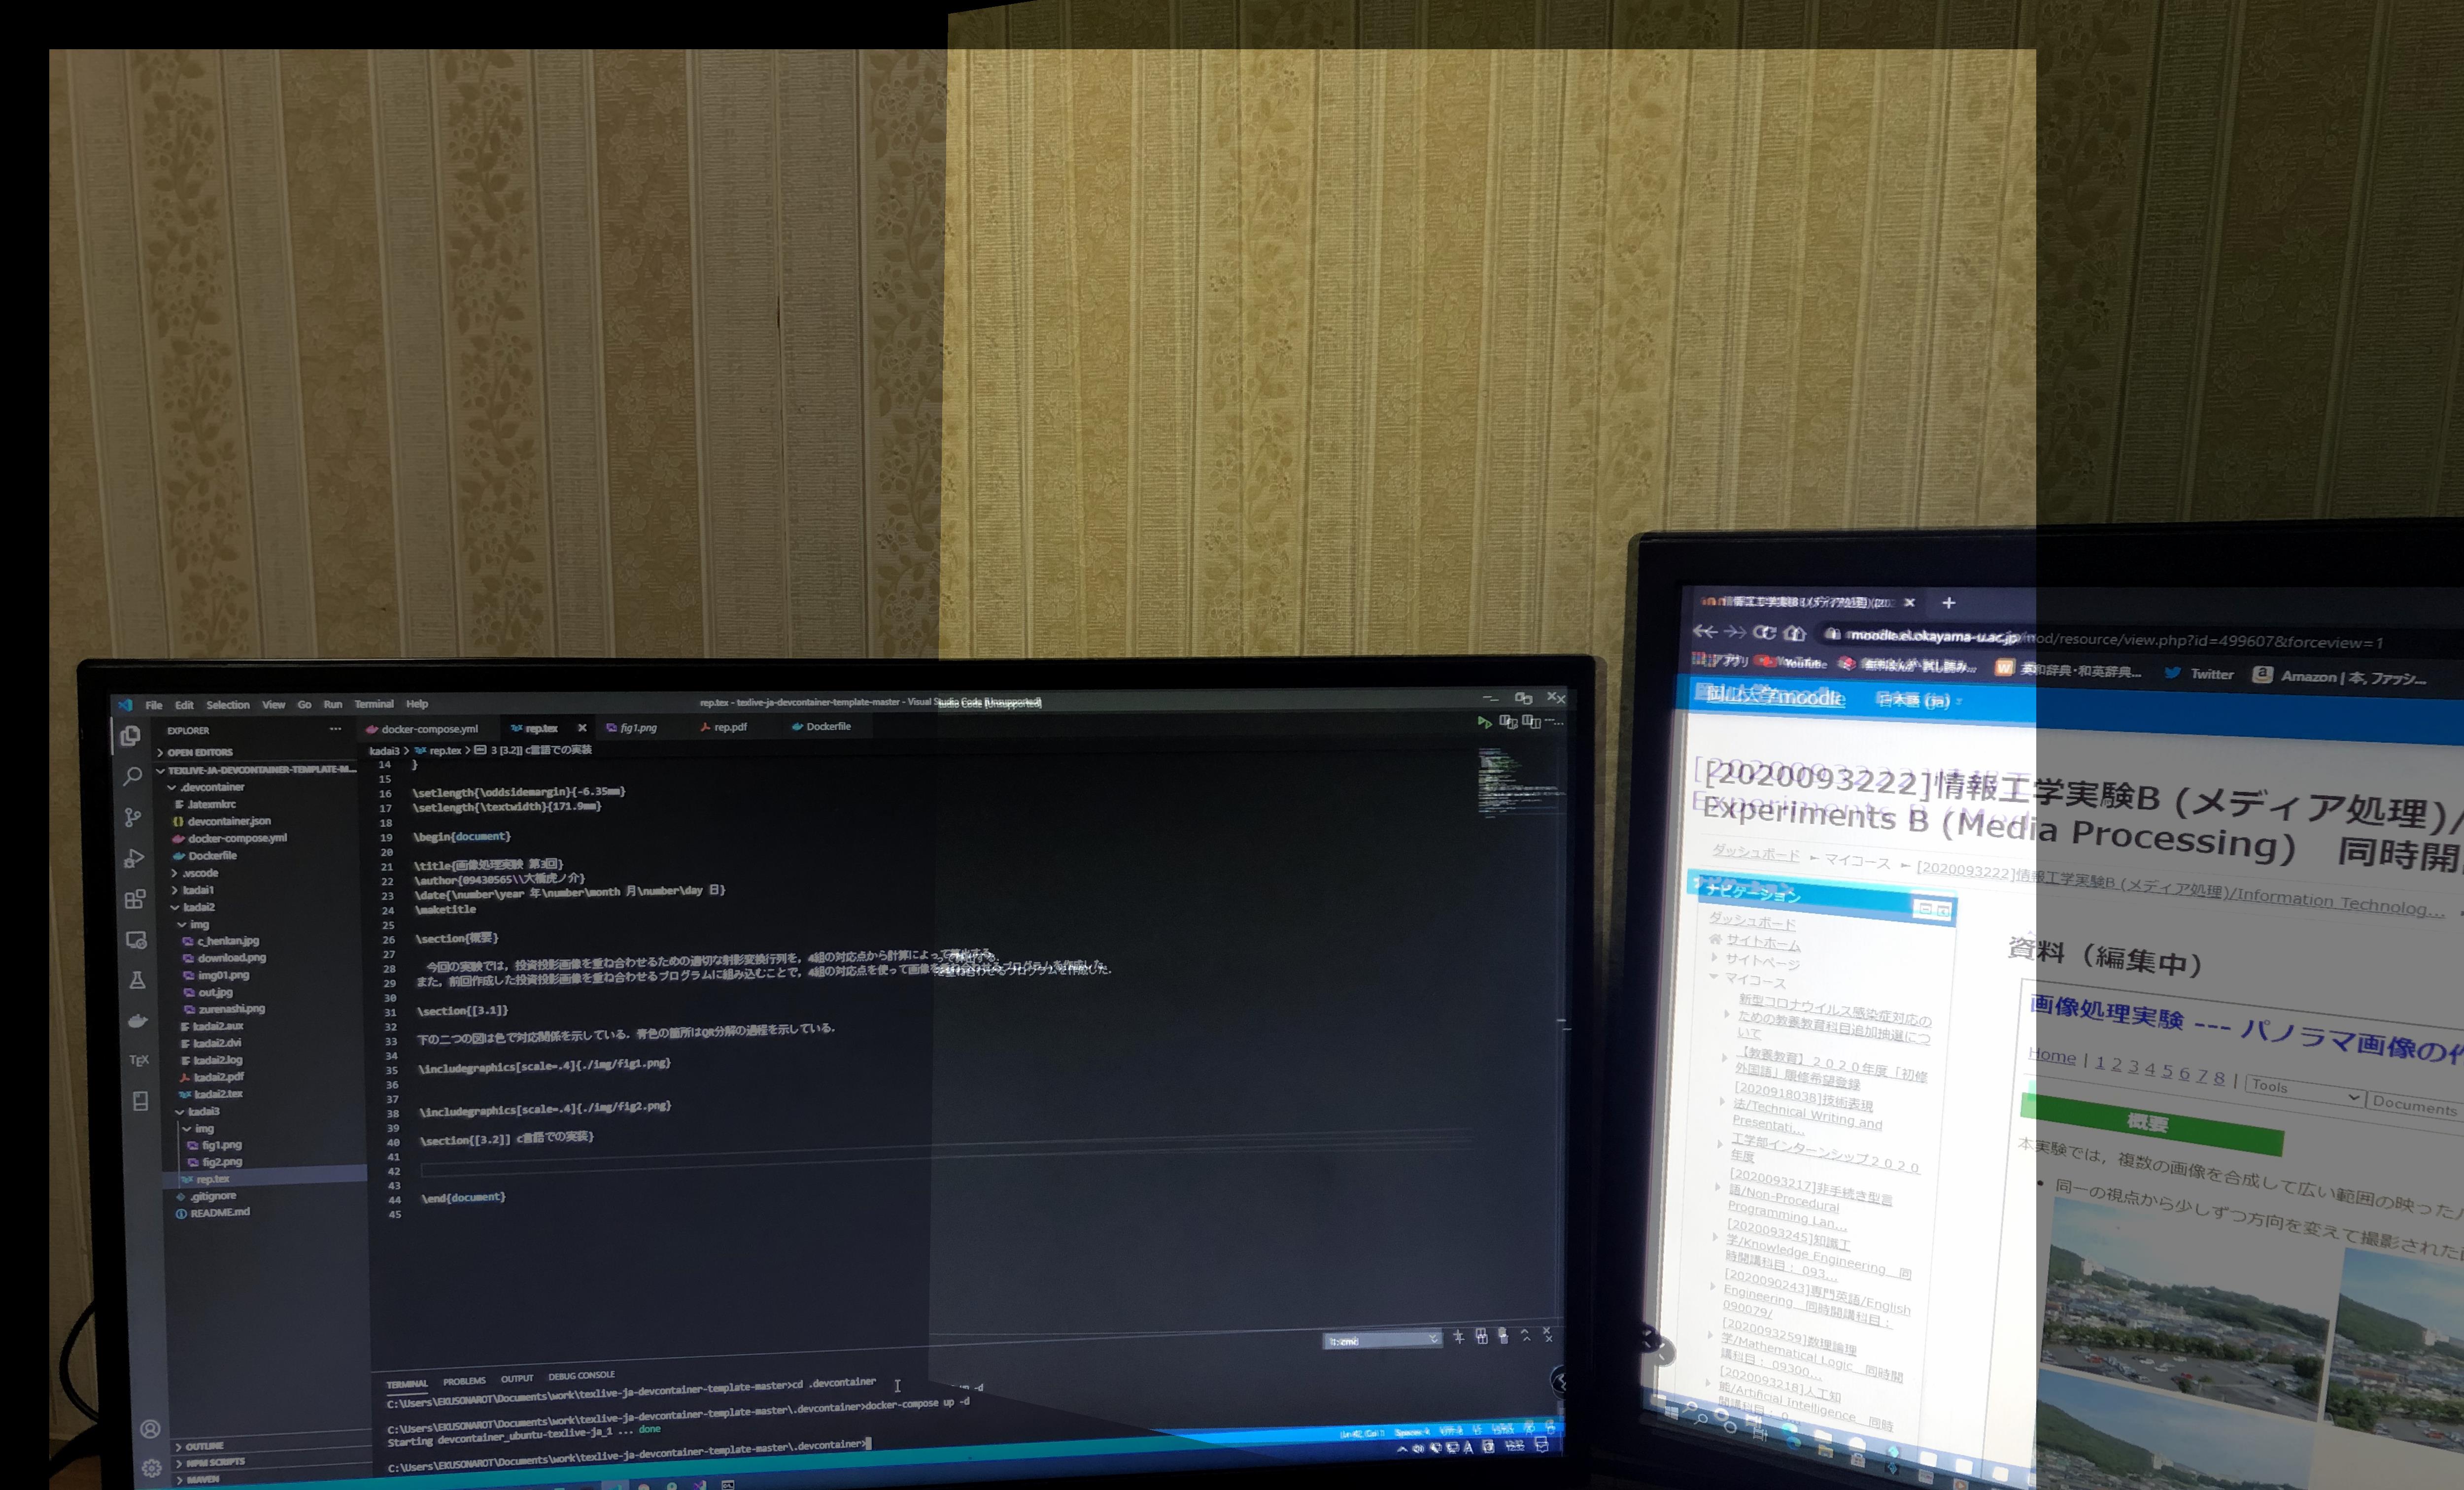 File Edit Selection View Go Run Terminal Help
rep.tex - texlive-ja-devcontainer-template-master - Visual Studio Code [Unsupported]
EXPLORER
docker-compose.yml
rep.tex
fig1.png
rep.pdf
Dockerfile
OPEN EDITORS
kadai3 > rep.tex > 3 [3.2]] c言語での実装
TEXLIVE-JA-DEVCONTAINER-TEMPLATE-M...
.devcontainer
.latexmkrc
devcontainer.json
docker-compose.yml
Dockerfile
.vscode
kadai1
kadai2
img
c_henkan.jpg
download.png
img01.png
out.jpg
zurenashi.png
kadai2.aux
kadai2.dvi
kadai2.log
kadai2.pdf
kadai2.tex
kadai3
img
fig1.png
fig2.png
rep.tex
.gitignore
README.md
OUTLINE
NPM SCRIPTS
MAVEN
TEX
14 }
15
16 \setlength{\oddsidemargin}{-6.35mm}
17 \setlength{\textwidth}{171.9mm}
18
19 \begin{document}
20
21 \title{画像処理実験 第3回}
22 \author{09430565\\大橋虎ノ介}
23 \date{\number\year 年\number\month 月\number\day 日}
24 \maketitle
25
26 \section{概要}
27
28 今回の実験では，投資投影画像を重ね合わせるための適切な射影変換行列を，4組の対応点から計算によって算出する．
29 また，前回作成した投資投影画像を重ね合わせるプログラムに組み込むことで，4組の対応点を使って画像を重ね合わせるプログラムを作成した．
30
31 \section{[3.1]}
32
33 下の二つの図は色で対応関係を示している．青色の箇所はQR分解の過程を示している．
34
35 \includegraphics[scale=.4]{./img/fig1.png}
36
37
38 \includegraphics[scale=.4]{./img/fig2.png}
39
40 \section{[3.2]] c言語での実装}
41
42
43
44 \end{document}
45
TERMINAL PROBLEMS OUTPUT DEBUG CONSOLE
1: cmd
C:\Users\EKUSONAROT\Documents\work\texlive-ja-devcontainer-template-master>cd .devcontainer
C:\Users\EKUSONAROT\Documents\work\texlive-ja-devcontainer-template-master\.devcontainer>docker-compose up -d
Starting devcontainer_ubuntu-texlive-ja_1 ... done
C:\Users\EKUSONAROT\Documents\work\texlive-ja-devcontainer-template-master\.devcontainer>
moodle.el.okayama-u.ac.jp/mod/resource/view.php?id=499607&forceview=1
アプリ YouTube 英和辞典・和英辞典... Twitter Amazon | 本, ファッシ...
岡山大学moodle 日本語 (ja)
[2020093222]情報工学実験B (メディア処理)/
Experiments B (Media Processing) 同時開
ダッシュボード ► マイコース ► [2020093222]情報工学実験B (メディア処理)/Information Technolog...
ナビゲーション
ダッシュボード
サイトホーム
サイトページ
マイコース
新型コロナウイルス感染症対応の
ための教養教育科目追加抽選につ
いて
【教養教育】２０２０年度「初修
外国語」履修希望登録
[2020918038]技術表現
法/Technical Writing and
Presentati...
工学部インターンシップ２０２０
年度
[2020093217]非手続き型言
語/Non-Procedural
Programming Lan...
[2020093245]知識工
学/Knowledge Engineering 同
時開講科目： 093...
[2020090243]専門英語/English
Engineering 同時開講科目：
090079/
[2020093259]数理論理
学/Mathematical Logic 同時開
講科目： 09300...
[2020093218]人工知
能/Artificial Intelligence 同時
資料（編集中）
画像処理実験 --- パノラマ画像の作
Home | 1 2 3 4 5 6 7 8 | Tools | Documents
概要
本実験では，複数の画像を合成して広い範囲の映った
同一の視点から少しずつ方向を変えて撮影された